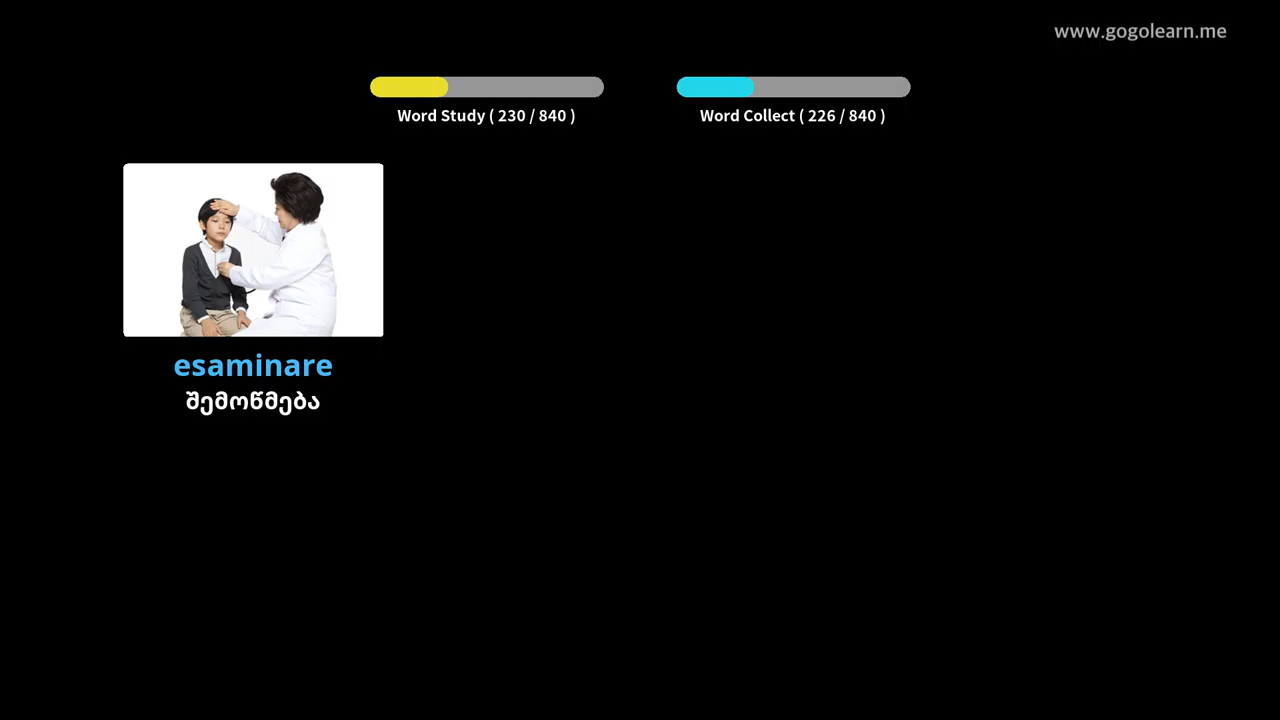 www.gogolearn.me
Word Study ( 230 / 840 )
Word Collect ( 226 / 840 )
esaminare
შემოწმება